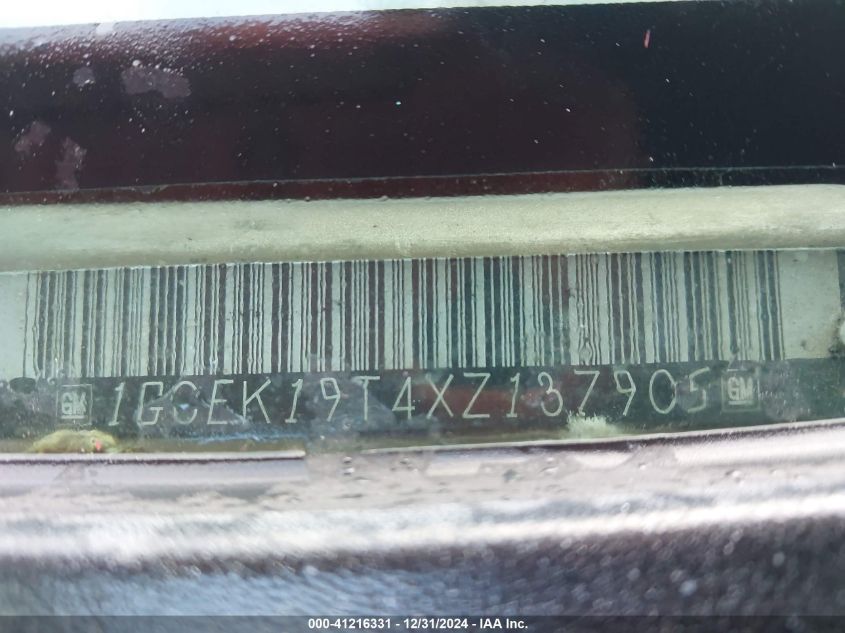 GM 1GCEK19T4XZ137905 GM
000-41216331 - 12/31/2024 - IAA Inc.